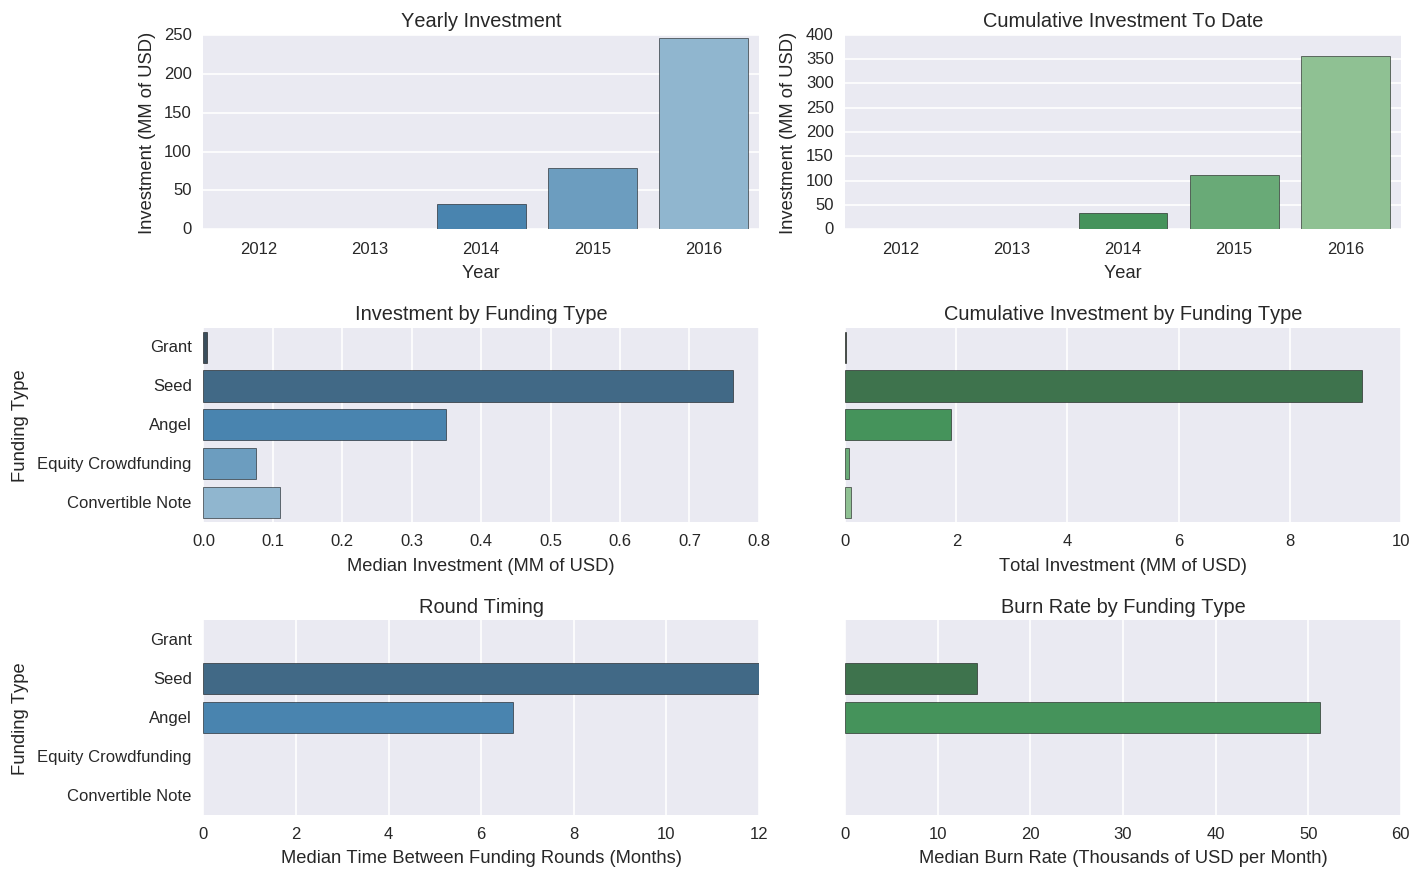 Yearly Investment
Investment (MM of USD)
250
200
150
100
50
0
2012 2013 2014 2015 2016
Year
Cumulative Investment To Date
Investment (MM of USD)
400
350
300
250
200
150
100
50
0
2012 2013 2014 2015 2016
Year
Investment by Funding Type
Funding Type
Grant
Seed
Angel
Equity Crowdfunding
Convertible Note
0.0 0.1 0.2 0.3 0.4 0.5 0.6 0.7 0.8
Median Investment (MM of USD)
Cumulative Investment by Funding Type
0 2 4 6 8 10
Total Investment (MM of USD)
Round Timing
Funding Type
Grant
Seed
Angel
Equity Crowdfunding
Convertible Note
0 2 4 6 8 10 12
Median Time Between Funding Rounds (Months)
Burn Rate by Funding Type
0 10 20 30 40 50 60
Median Burn Rate (Thousands of USD per Month)